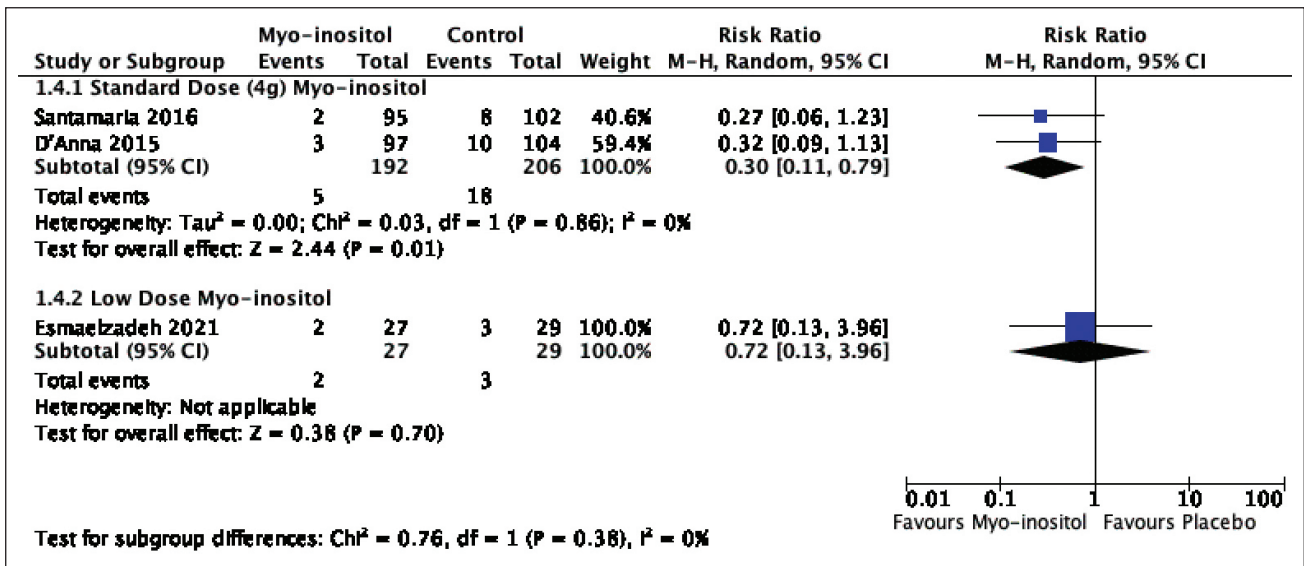 Myo-inositol Control Risk Ratio Risk Ratio
Study or Subgroup Events Total Events Total Weight M-H, Random, 95% CI M-H, Random, 95% CI
1.4.1 Standard Dose (4g) Myo-inositol
Santamaria 2016 2 95 8 102 40.6% 0.27 [0.06, 1.23]
D'Anna 2015 3 97 10 104 59.4% 0.32 [0.09, 1.13]
Subtotal (95% CI) 192 206 100.0% 0.30 [0.11, 0.79]
Total events 5 18
Heterogeneity: Tau² = 0.00; Chi² = 0.03, df = 1 (P = 0.86); I² = 0%
Test for overall effect: Z = 2.44 (P = 0.01)
1.4.2 Low Dose Myo-inositol
Esmaelzadeh 2021 2 27 3 29 100.0% 0.72 [0.13, 3.96]
Subtotal (95% CI) 27 29 100.0% 0.72 [0.13, 3.96]
Total events 2 3
Heterogeneity: Not applicable
Test for overall effect: Z = 0.38 (P = 0.70)
0.01 0.1 1 10 100
Favours Myo-inositol Favours Placebo
Test for subgroup differences: Chi² = 0.76, df = 1 (P = 0.38), I² = 0%